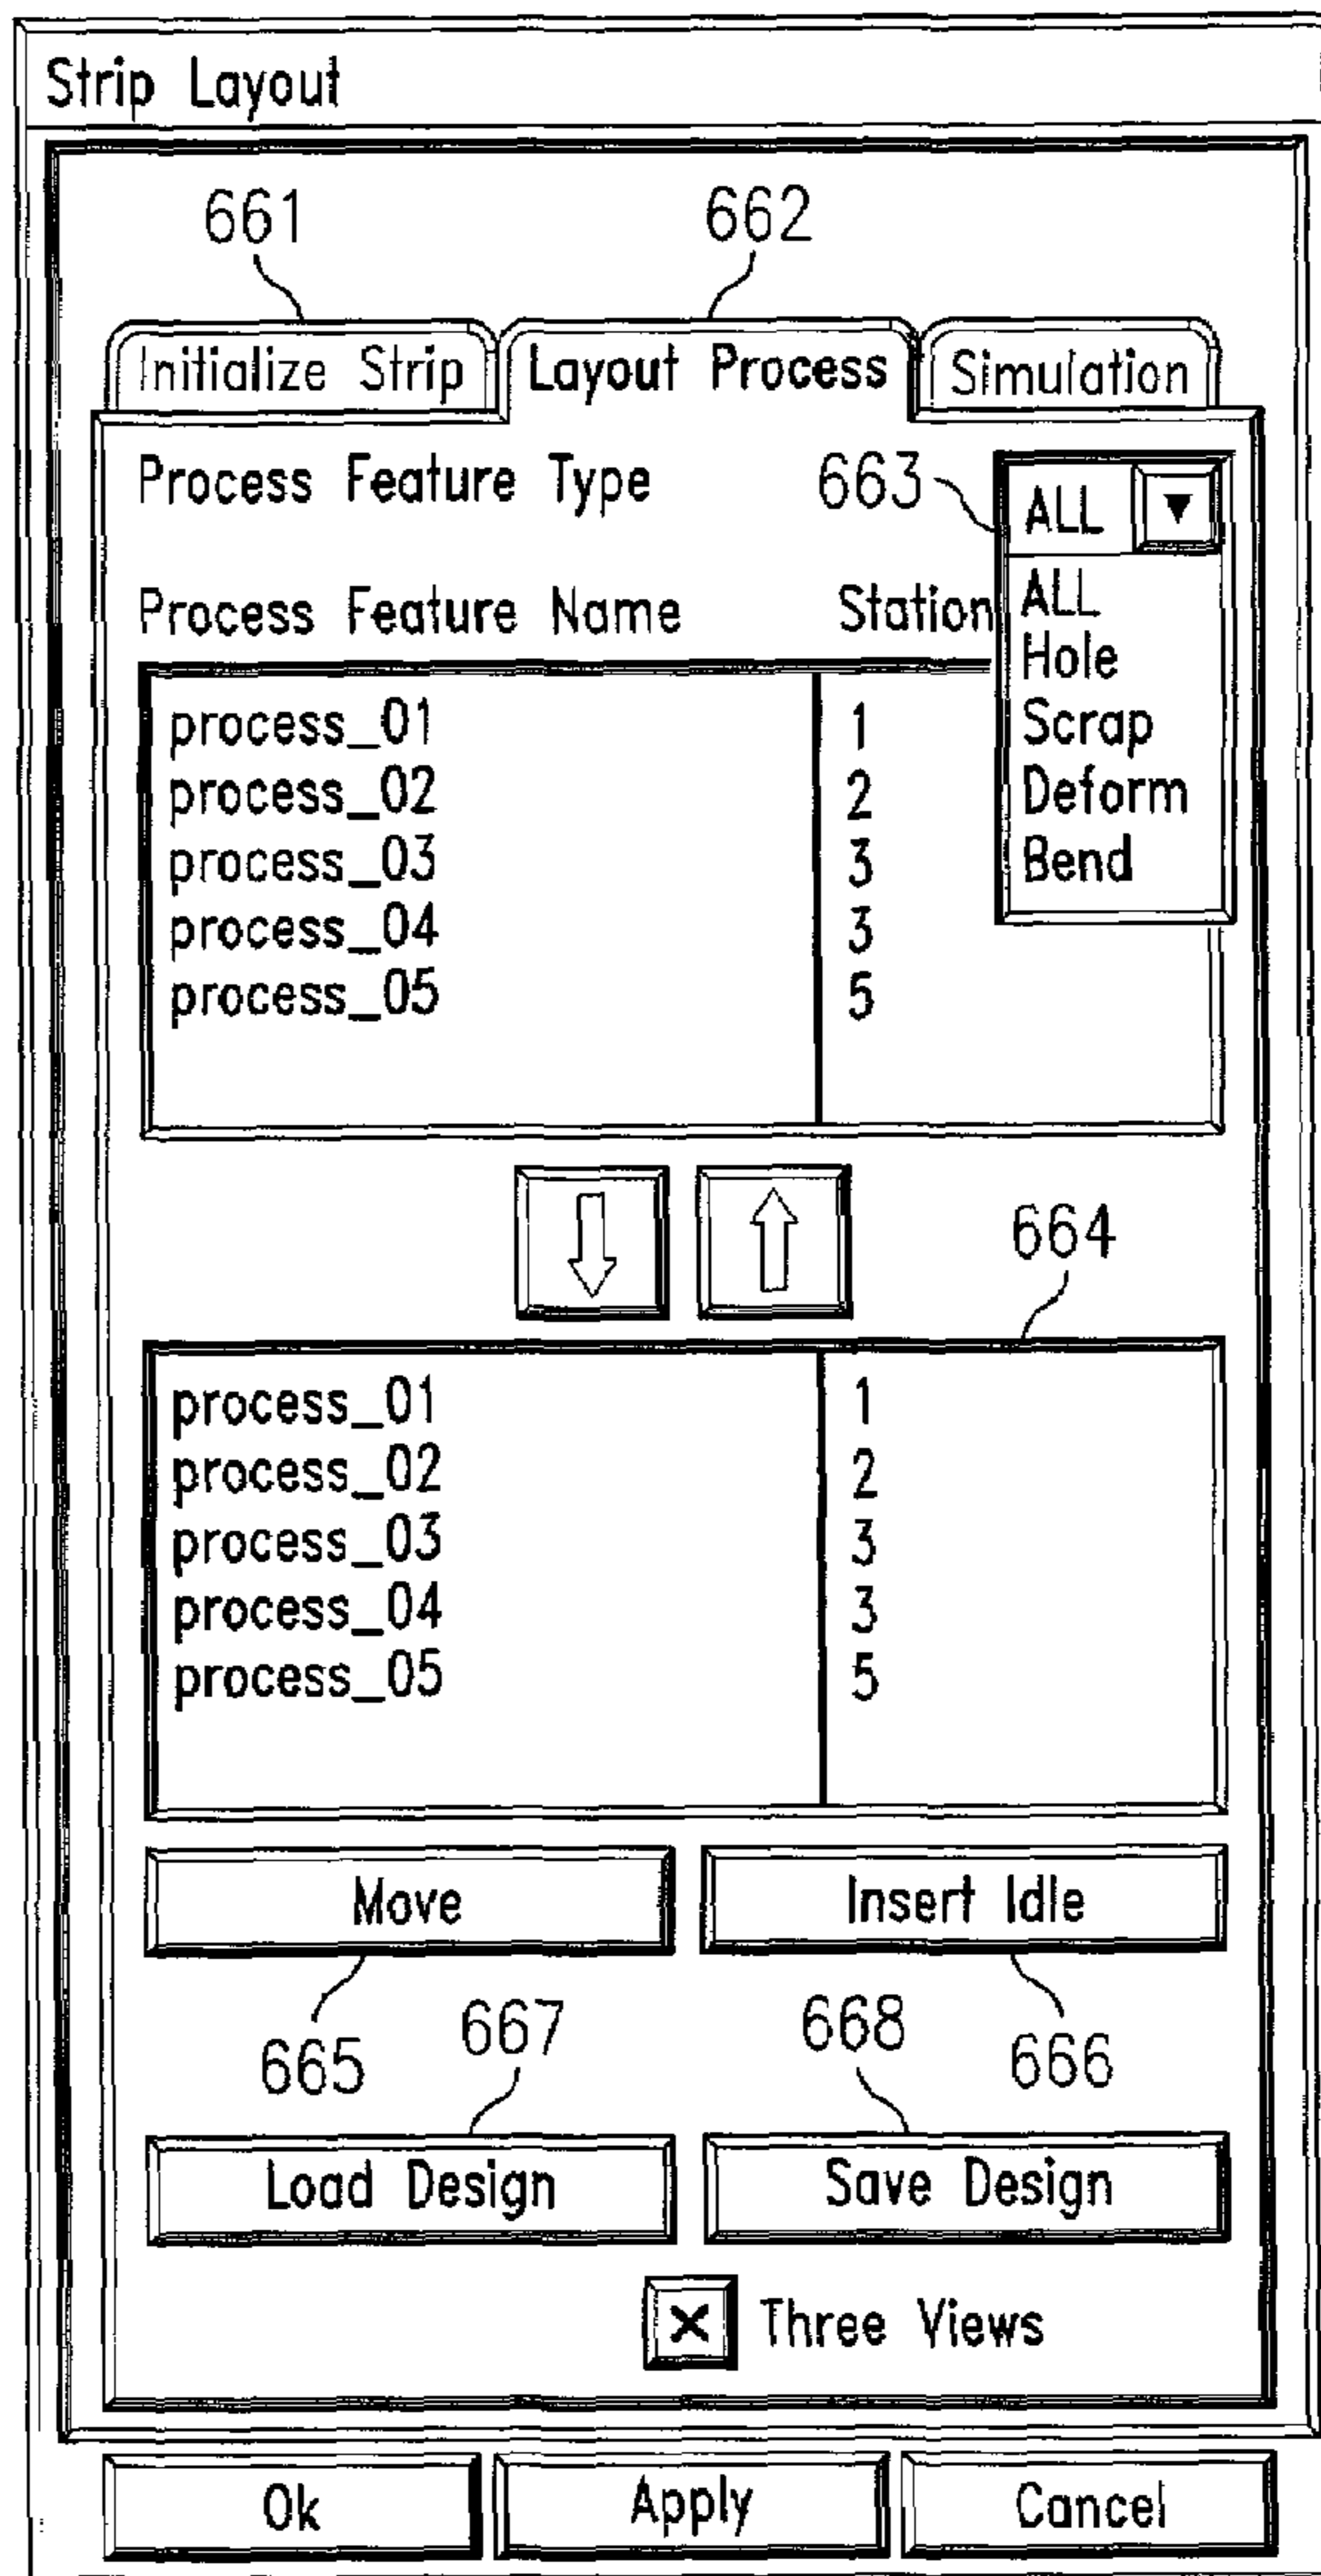 Strip Layout
661 662
Initialize Strip Layout Process Simulation
Process Feature Type 663 ALL ▼
ALL
Process Feature Name Station
Hole
process_01 1 Scrap
process_02 2 Deform
process_03 3 Bend
process_04 3
process_05 5
664
process_01 1
process_02 2
process_03 3
process_04 3
process_05 5
Move Insert Idle
665 667 668 666
Load Design Save Design
X Three Views
Ok Apply Cancel